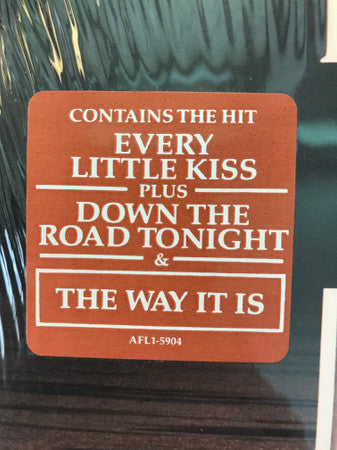 CONTAINS THE HIT
EVERY
LITTLE KISS
PLUS
DOWN THE
ROAD TONIGHT
&
THE WAY IT IS
AFL1-5904